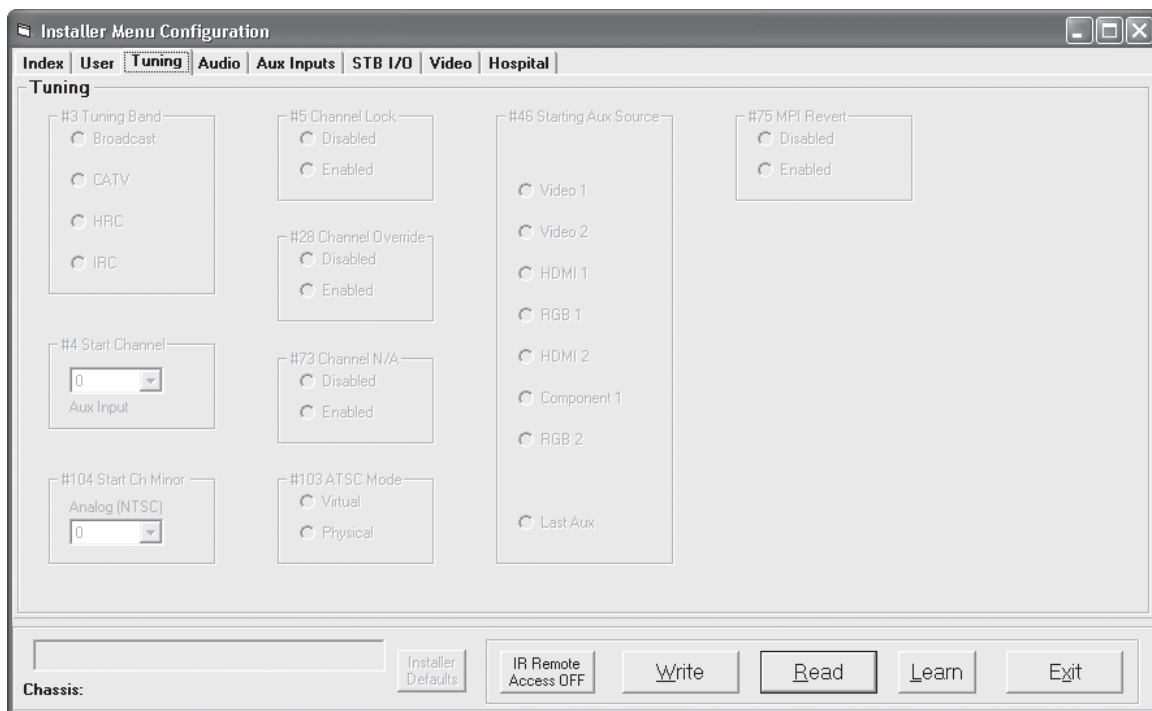 Installer Menu Configuration
Index User Tuning Audio Aux Inputs STB I/O Video Hospital
Tuning
#3 Tuning Band
Broadcast
CATV
HRC
IRC
#4 Start Channel
0
Aux Input
#104 Start Ch Minor
Analog (NTSC)
0
#5 Channel Lock
Disabled
Enabled
#28 Channel Override
Disabled
Enabled
#73 Channel N/A
Disabled
Enabled
#103 ATSC Mode
Virtual
Physical
#46 Starting Aux Source
Video 1
Video 2
HDMI 1
RGB 1
HDMI 2
Component 1
RGB 2
Last Aux
#75 MPI Revert
Disabled
Enabled
Chassis:
Installer
Defaults
IR Remote
Access OFF
Write
Read
Learn
Exit